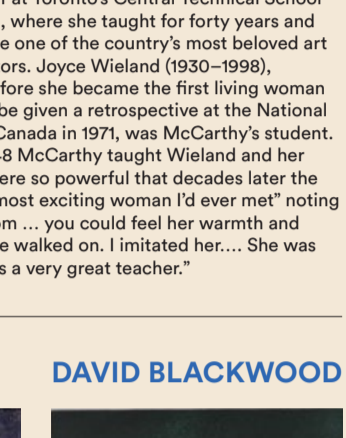 at Toronto's Central Technical School
, where she taught for forty years and
e one of the country's most beloved art
ors. Joyce Wieland (1930–1998),
fore she became the first living woman
be given a retrospective at the National
Canada in 1971, was McCarthy's student.
8 McCarthy taught Wieland and her
ere so powerful that decades later the
most exciting woman I'd ever met" noting
om … you could feel her warmth and
e walked on. I imitated her…. She was
s a very great teacher."
DAVID BLACKWOOD